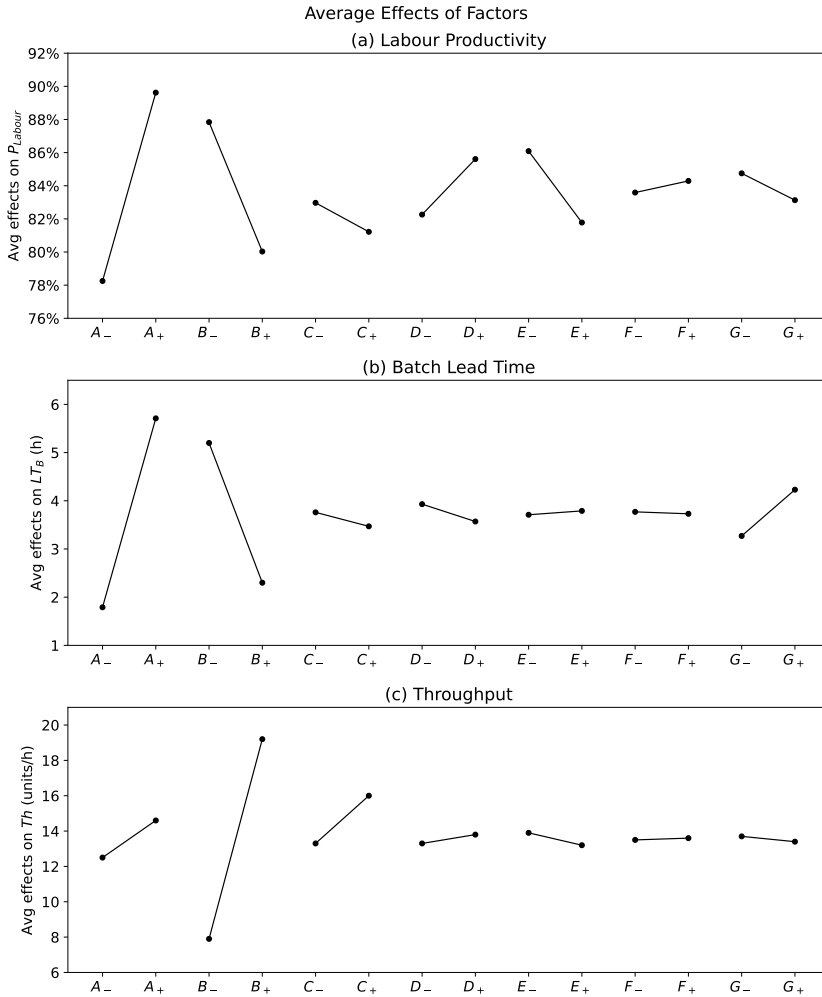 Average Effects of Factors
(a) Labour Productivity
Avg effects on P_Labour
92%
90%
88%
86%
84%
82%
80%
78%
76%
A₋ A₊ B₋ B₊ C₋ C₊ D₋ D₊ E₋ E₊ F₋ F₊ G₋ G₊
(b) Batch Lead Time
Avg effects on LT_B (h)
6
5
4
3
2
1
A₋ A₊ B₋ B₊ C₋ C₊ D₋ D₊ E₋ E₊ F₋ F₊ G₋ G₊
(c) Throughput
Avg effects on Th (units/h)
20
18
16
14
12
10
8
6
A₋ A₊ B₋ B₊ C₋ C₊ D₋ D₊ E₋ E₊ F₋ F₊ G₋ G₊